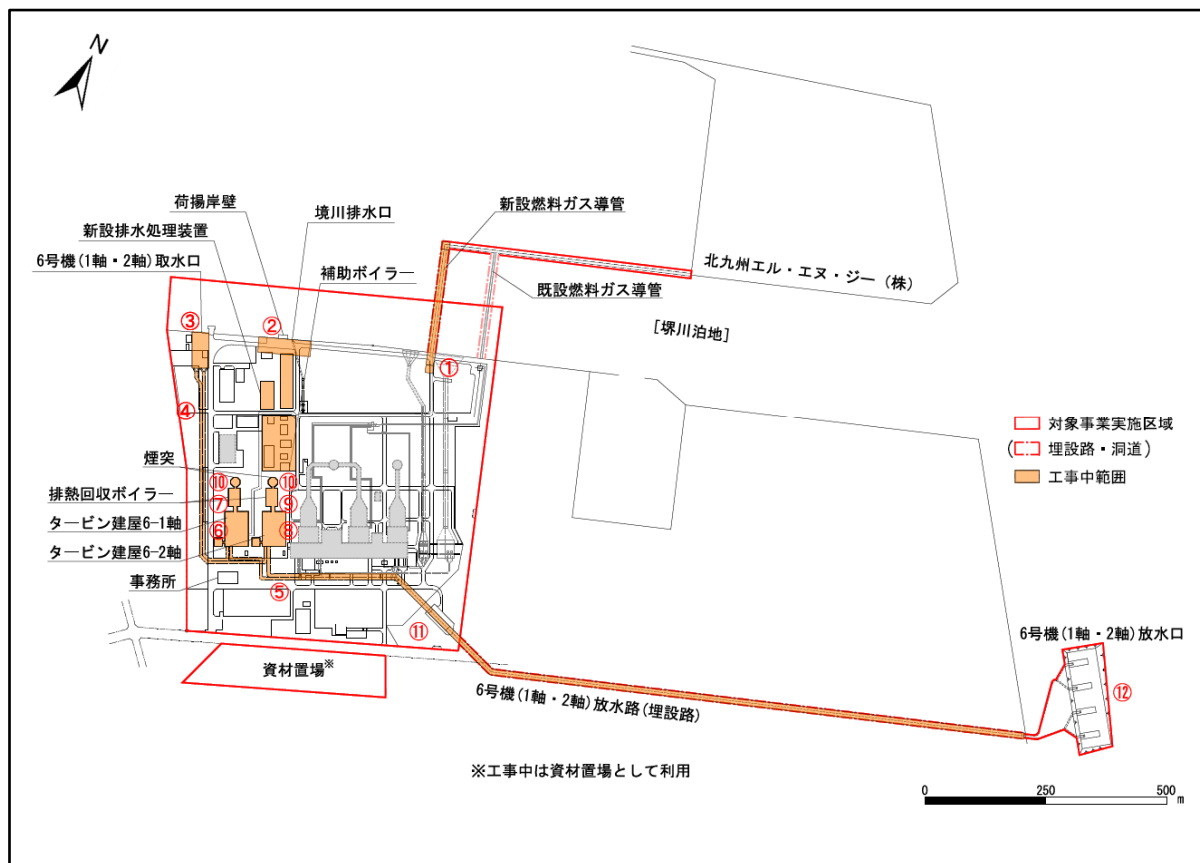 N
荷揚岸壁
境川排水口
新設燃料ガス導管
新設排水処理装置
6号機(1軸・2軸)取水口
補助ボイラー
北九州エル・エヌ・ジー(株)
既設燃料ガス導管
[堺川泊地]
③
②
①
④
対象事業実施区域
(埋設路・洞道)
工事中範囲
煙突
⑩
⑩
排熱回収ボイラー
⑦
⑨
タービン建屋6-1軸
⑥
⑧
タービン建屋6-2軸
事務所
⑤
⑪
6号機(1軸・2軸)放水口
資材置場※
⑫
6号機(1軸・2軸)放水路(埋設路)
※工事中は資材置場として利用
0 250 500 m